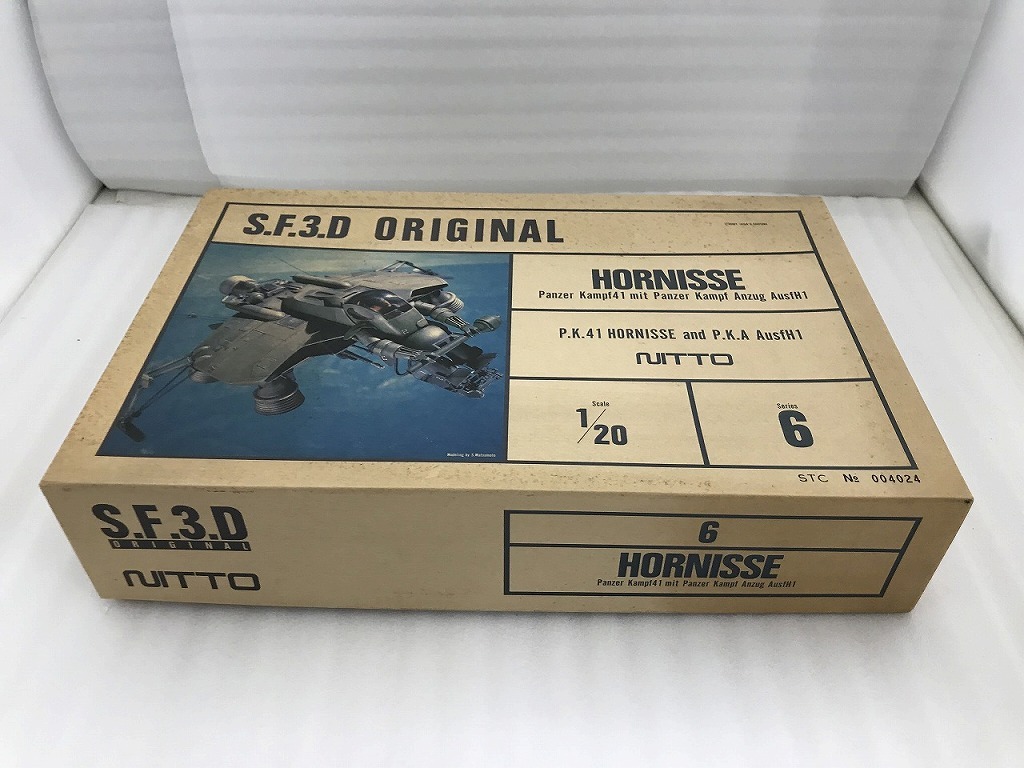 S.F.3.D ORIGINAL
HORNISSE
Panzer Kampf41 mit Panzer Kampf Anzug AusfH1
P.K.41 HORNISSE and P.K.A AusfH1
NITTO
Scale
1/20
Series
6
STC № 004024
S.F.3.D
ORIGINAL
NITTO
6
HORNISSE
Panzer Kampf41 mit Panzer Kampf Anzug AusfH1